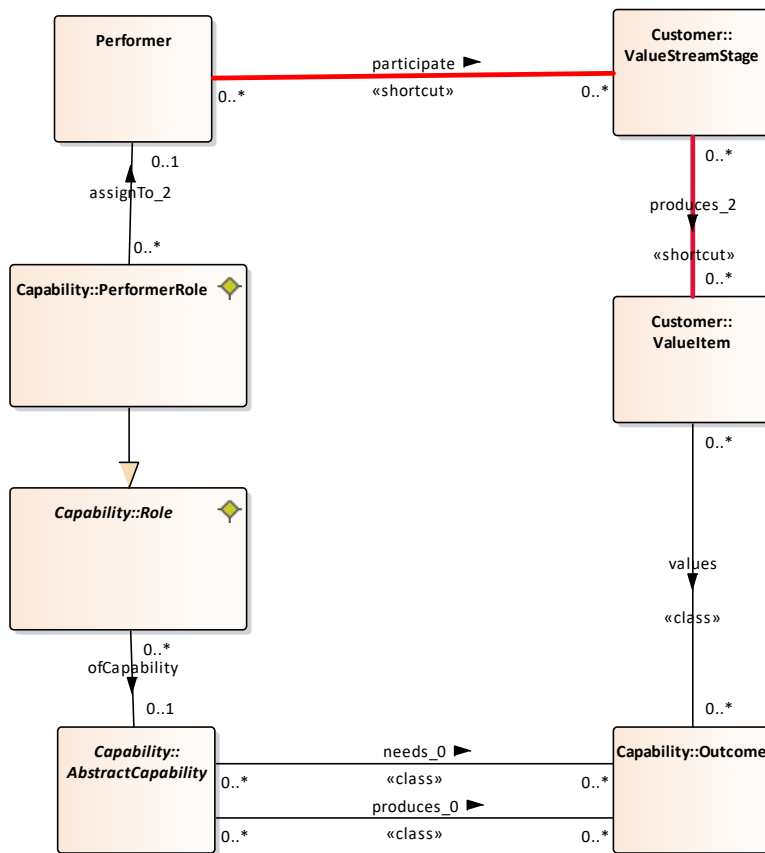 Performer
Customer::
ValueStreamStage
participate
0..*
«shortcut»
0..*
0..1
assignTo_2
0..*
0..*
produces_2
«shortcut»
0..*
Capability::PerformerRole
Customer::
ValueItem
0..*
Capability::Role
values
«class»
0..*
ofCapability
0..1
0..*
Capability::
AbstractCapability
needs_0
0..*
«class»
0..*
Capability::Outcome
produces_0
0..*
«class»
0..*